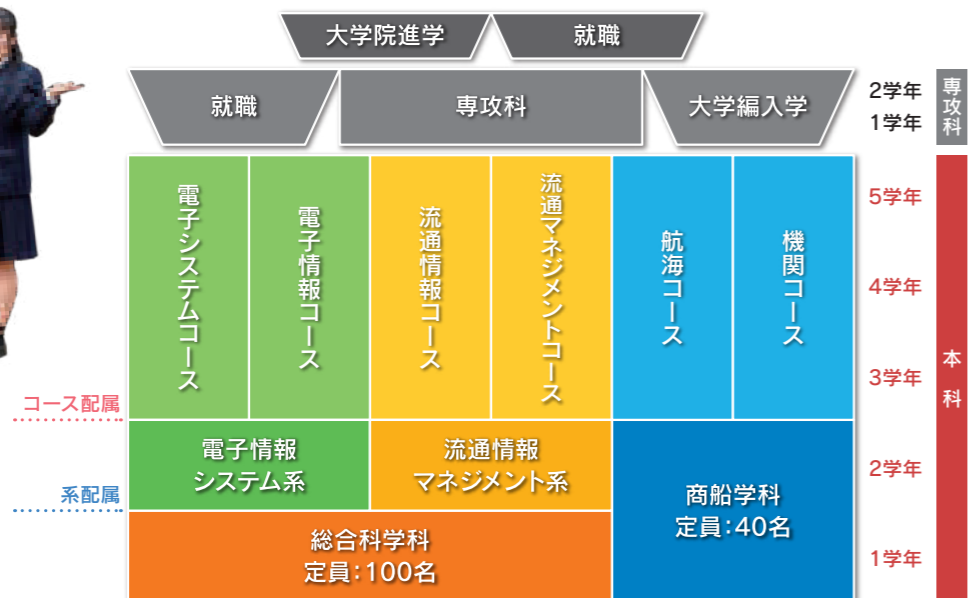 大学院進学
就職
就職
専攻科
大学編入学
2学年
1学年
専攻科
電子システムコース
電子情報コース
流通情報コース
流通マネジメントコース
航海コース
機関コース
5学年
4学年
3学年
本科
コース配属
電子情報
システム系
流通情報
マネジメント系
商船学科
定員:40名
2学年
系配属
総合科学科
定員:100名
1学年